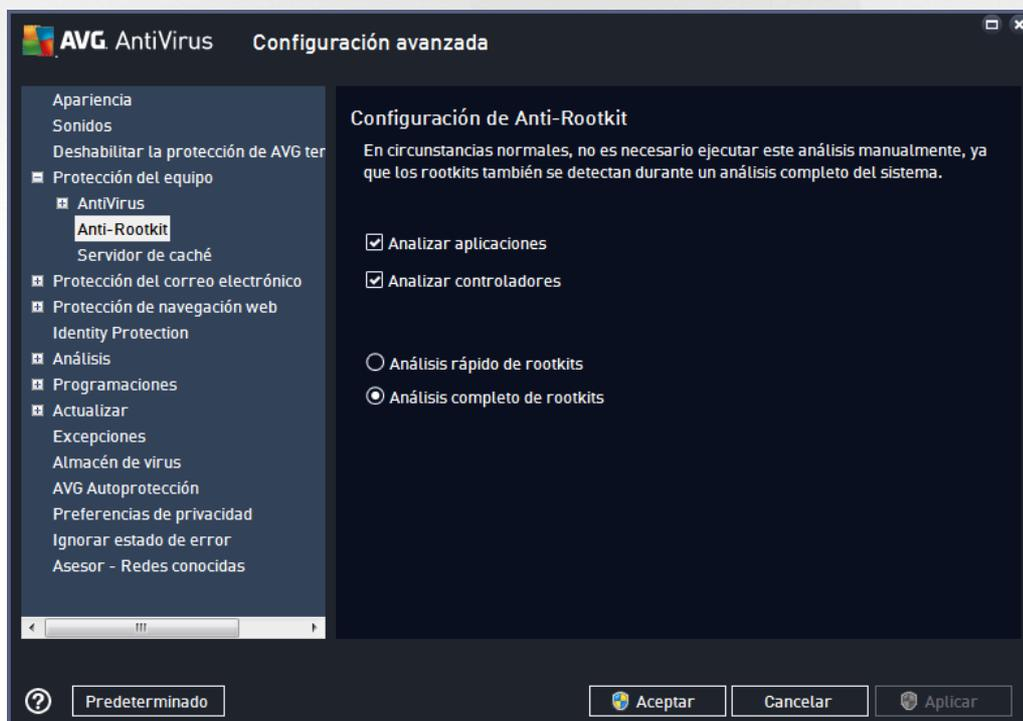 AVG AntiVirus Configuración avanzada
Apariencia
Sonidos
Deshabilitar la protección de AVG ter
Protección del equipo
AntiVirus
Anti-Rootkit
Servidor de caché
Protección del correo electrónico
Protección de navegación web
Identity Protection
Análisis
Programaciones
Actualizar
Excepciones
Almacén de virus
AVG Autoprotección
Preferencias de privacidad
Ignorar estado de error
Asesor - Redes conocidas
Configuración de Anti-Rootkit
En circunstancias normales, no es necesario ejecutar este análisis manualmente, ya
que los rootkits también se detectan durante un análisis completo del sistema.
Analizar aplicaciones
Analizar controladores
Análisis rápido de rootkits
Análisis completo de rootkits
? Predeterminado Aceptar Cancelar Aplicar